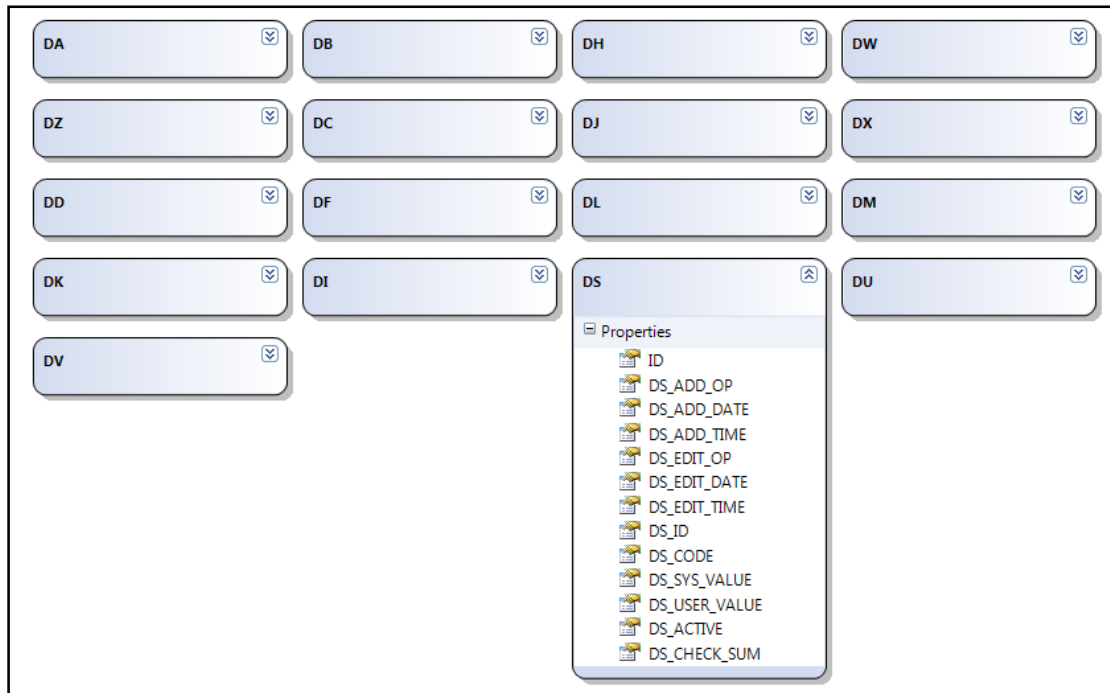 DA
DB
DH
DW
DZ
DC
DJ
DX
DD
DF
DL
DM
DK
DI
DS
DU
Properties
ID
DS_ADD_OP
DS_ADD_DATE
DS_ADD_TIME
DS_EDIT_OP
DS_EDIT_DATE
DS_EDIT_TIME
DS_ID
DS_CODE
DS_SYS_VALUE
DS_USER_VALUE
DS_ACTIVE
DS_CHECK_SUM
DV